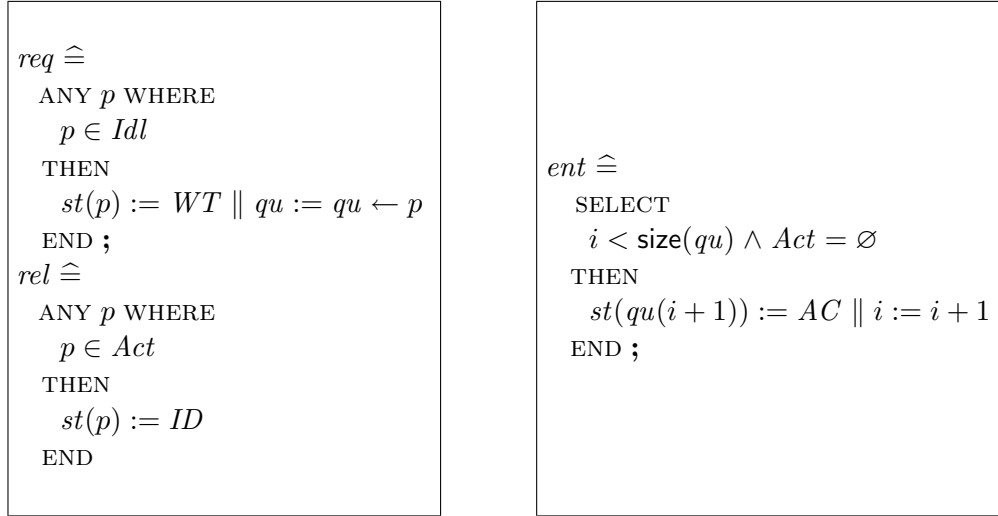 req ≙
ANY p WHERE
p ∈ Idl
THEN
st(p) := WT ∥ qu := qu ← p
END ;
rel ≙
ANY p WHERE
p ∈ Act
THEN
st(p) := ID
END
ent ≙
SELECT
i < size(qu) ∧ Act = ∅
THEN
st(qu(i + 1)) := AC ∥ i := i + 1
END ;